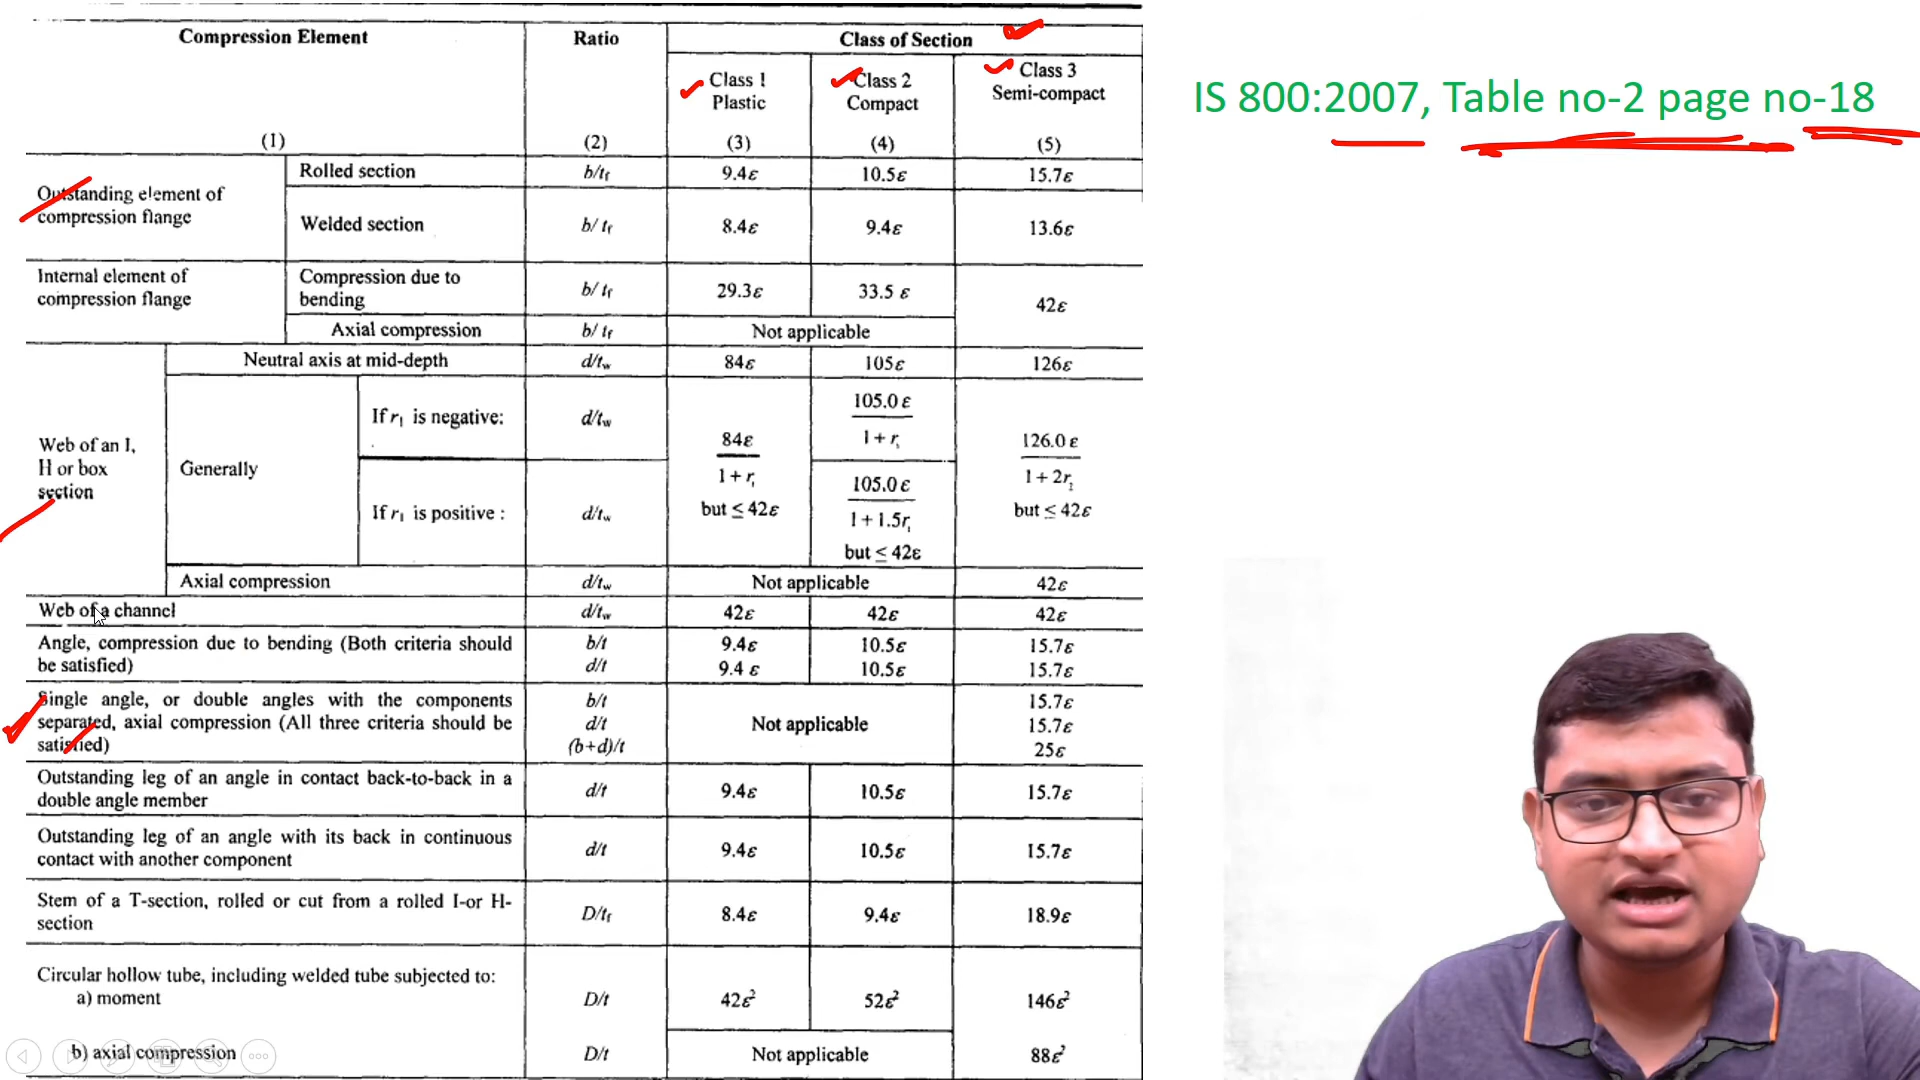 Compression Element Ratio Class of Section
Class 1 Class 2 Class 3
Plastic Compact Semi-compact
(1) (2) (3) (4) (5)
Outstanding element of compression flange Rolled section b/tf 9.4ε 10.5ε 15.7ε
Welded section b/ tf 8.4ε 9.4ε 13.6ε
Internal element of compression flange Compression due to bending b/ tf 29.3ε 33.5 ε 42ε
Axial compression b/ tf Not applicable
Web of an I, H or box section Neutral axis at mid-depth d/tw 84ε 105ε 126ε
Generally If r1 is negative: d/tw 84ε / 1 + r1 but ≤ 42ε 105.0 ε / 1 + r1 126.0 ε / 1 + 2r2 but ≤ 42ε
If r1 is positive : d/tw 105.0 ε / 1 + 1.5r1 but ≤ 42ε
Axial compression d/tw Not applicable 42ε
Web of a channel d/tw 42ε 42ε 42ε
Angle, compression due to bending (Both criteria should b/t 9.4ε 10.5ε 15.7ε
be satisfied) d/t 9.4 ε 10.5ε 15.7ε
Single angle, or double angles with the components b/t 15.7ε
separated, axial compression (All three criteria should be d/t Not applicable 15.7ε
satisfied) (b+d)/t 25ε
Outstanding leg of an angle in contact back-to-back in a
double angle member d/t 9.4ε 10.5ε 15.7ε
Outstanding leg of an angle with its back in continuous
contact with another component d/t 9.4ε 10.5ε 15.7ε
Stem of a T-section, rolled or cut from a rolled I-or H-
section D/tf 8.4ε 9.4ε 18.9ε
Circular hollow tube, including welded tube subjected to:
a) moment D/t 42ε² 52ε² 146ε²
b) axial compression D/t Not applicable 88ε²
IS 800:2007, Table no-2 page no-18